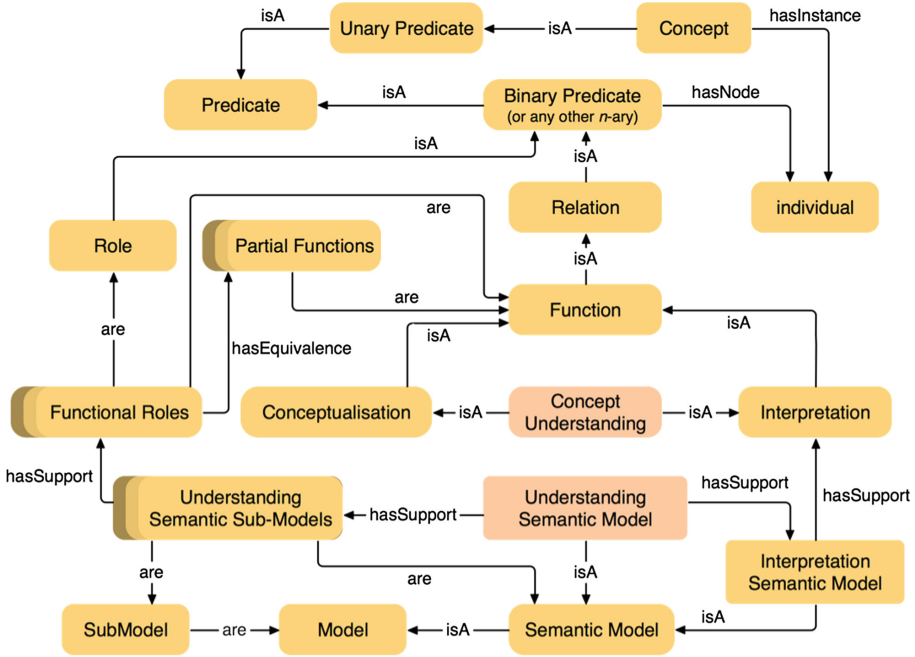 isA
Unary Predicate
isA
Concept
hasInstance
Predicate
isA
Binary Predicate
(or any other n-ary)
hasNode
isA
isA
Relation
individual
are
Role
Partial Functions
isA
are
Function
isA
isA
are
hasEquivalence
Functional Roles
Conceptualisation
isA
Concept
Understanding
isA
Interpretation
hasSupport
Understanding
Semantic Sub-Models
hasSupport
Understanding
Semantic Model
hasSupport
hasSupport
are
are
isA
Interpretation
Semantic Model
SubModel
are
Model
isA
Semantic Model
isA